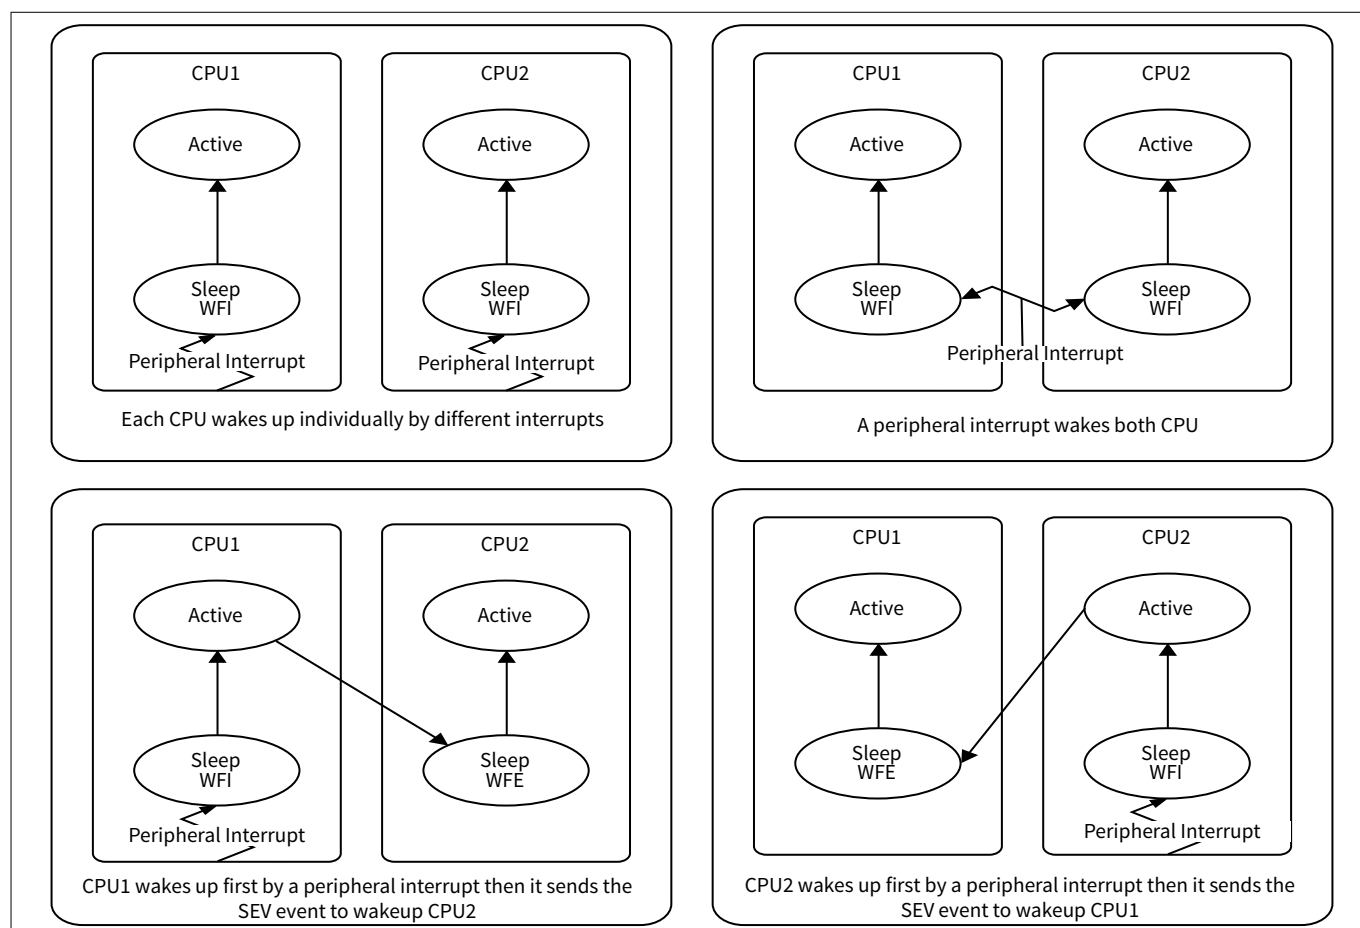 CPU1
CPU2
Active
Active
Sleep
WFI
Sleep
WFI
Peripheral Interrupt
Peripheral Interrupt
Each CPU wakes up individually by different interrupts
CPU1
CPU2
Active
Active
Sleep
WFI
Sleep
WFI
Peripheral Interrupt
A peripheral interrupt wakes both CPU
CPU1
CPU2
Active
Active
Sleep
WFI
Sleep
WFE
Peripheral Interrupt
CPU1 wakes up first by a peripheral interrupt then it sends the
SEV event to wakeup CPU2
CPU1
CPU2
Active
Active
Sleep
WFE
Sleep
WFI
Peripheral Interrupt
CPU2 wakes up first by a peripheral interrupt then it sends the
SEV event to wakeup CPU1